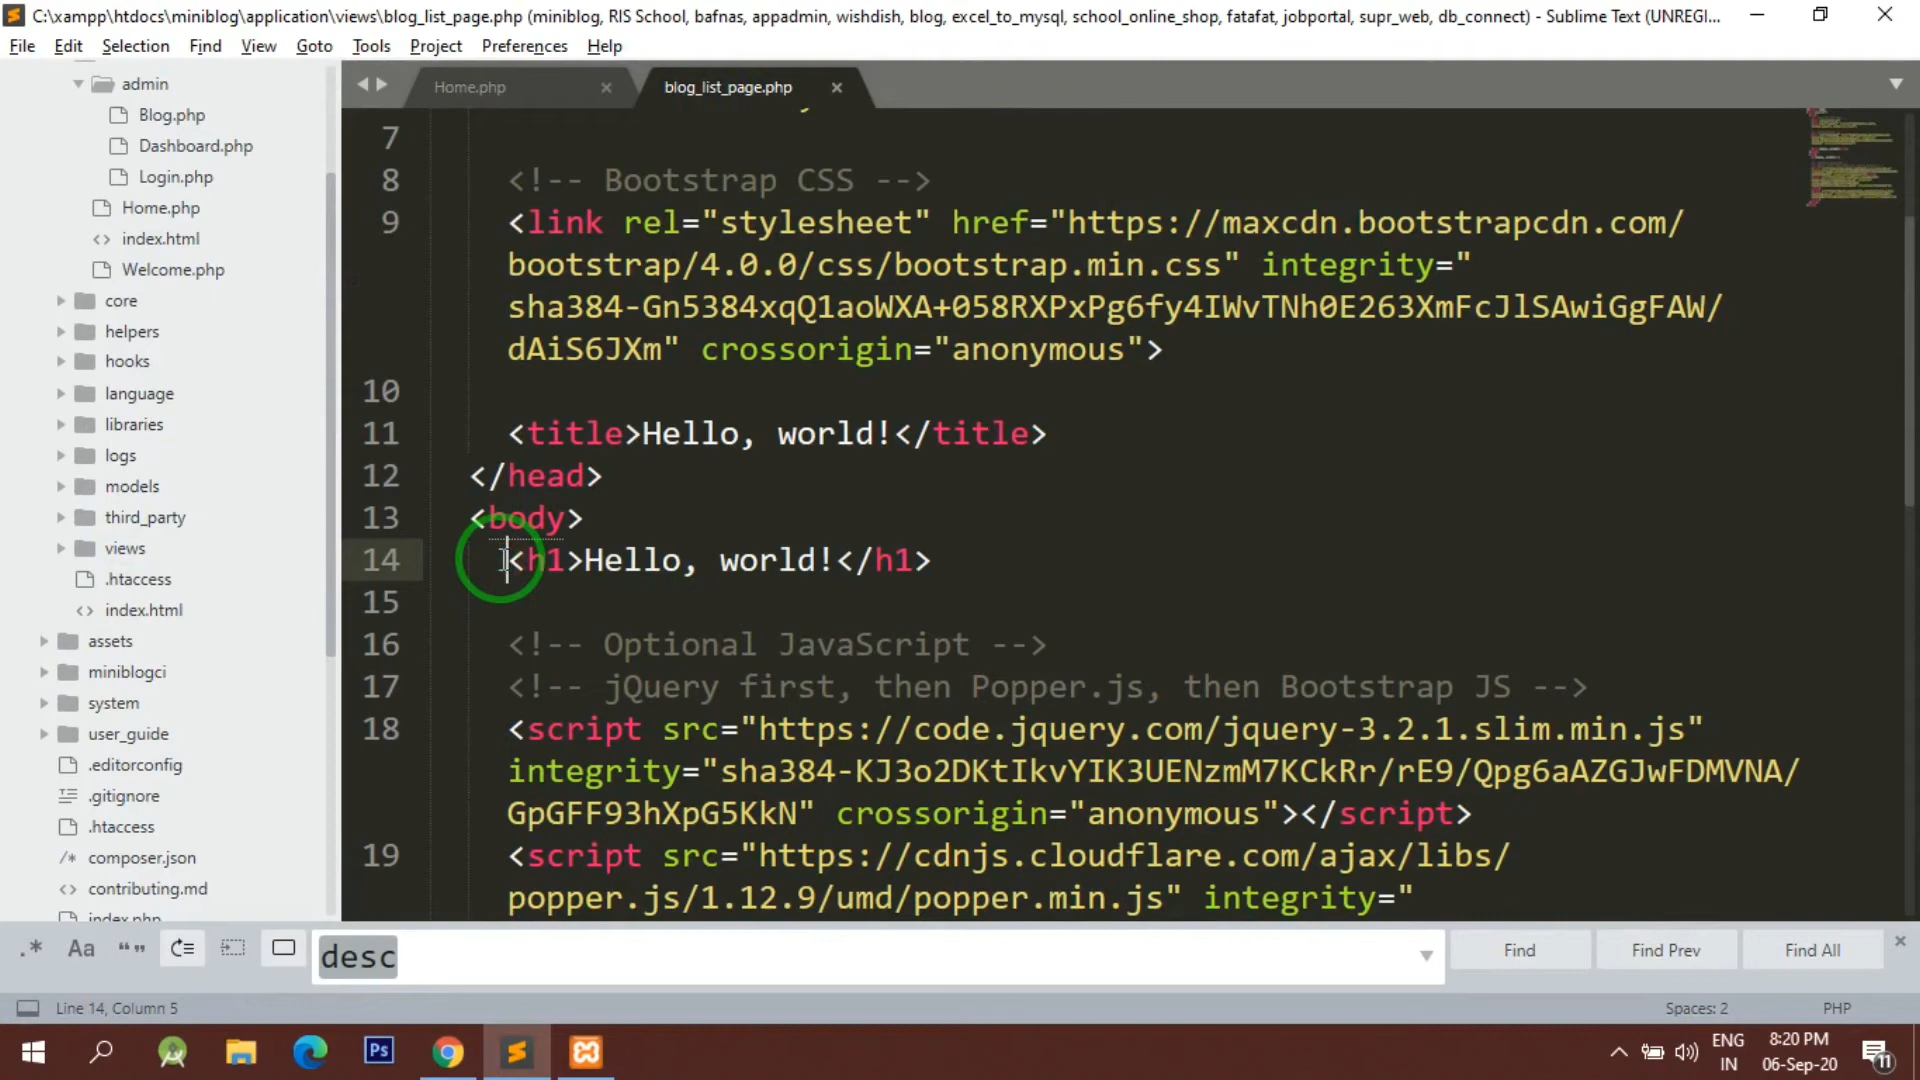 C:\xampp\htdocs\miniblog\application\views\blog_list_page.php (miniblog, RIS School, bafnas, appadmin, wishdish, blog, excel_to_mysql, school_online_shop, fatafat, jobportal, supr_web, db_connect) - Sublime Text (UNREGI...
File Edit Selection Find View Goto Tools Project Preferences Help
Home.php
blog_list_page.php
admin
Blog.php
Dashboard.php
Login.php
Home.php
index.html
Welcome.php
core
helpers
hooks
language
libraries
logs
models
third_party
views
.htaccess
index.html
assets
miniblogci
system
user_guide
.editorconfig
.gitignore
.htaccess
composer.json
contributing.md
index.php
7
8 <!-- Bootstrap CSS -->
9 <link rel="stylesheet" href="https://maxcdn.bootstrapcdn.com/
bootstrap/4.0.0/css/bootstrap.min.css" integrity="
sha384-Gn5384xqQ1aoWXA+058RXPxPg6fy4IWvTNh0E263XmFcJlSAwiGgFAW/
dAiS6JXm" crossorigin="anonymous">
10
11 <title>Hello, world!</title>
12 </head>
13 <body>
14 <h1>Hello, world!</h1>
15
16 <!-- Optional JavaScript -->
17 <!-- jQuery first, then Popper.js, then Bootstrap JS -->
18 <script src="https://code.jquery.com/jquery-3.2.1.slim.min.js"
integrity="sha384-KJ3o2DKtIkvYIK3UENzmM7KCkRr/rE9/Qpg6aAZGJwFDMVNA/
GpGFF93hXpG5KkN" crossorigin="anonymous"></script>
19 <script src="https://cdnjs.cloudflare.com/ajax/libs/
popper.js/1.12.9/umd/popper.min.js" integrity="
.* Aa “ ” desc Find Find Prev Find All
Line 14, Column 5 Spaces: 2 PHP
Ps
ENG
IN
8:20 PM
06-Sep-20
11